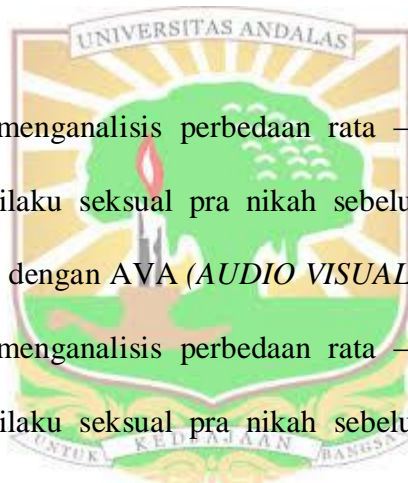 UNIVERSITAS ANDALAS
menganalisis perbedaan rata –
ilaku seksual pra nikah sebelu
dengan AVA (AUDIO VISUAL
menganalisis perbedaan rata –
ilaku seksual pra nikah sebelu
UNTUK KEDJAJAAN BANGSA